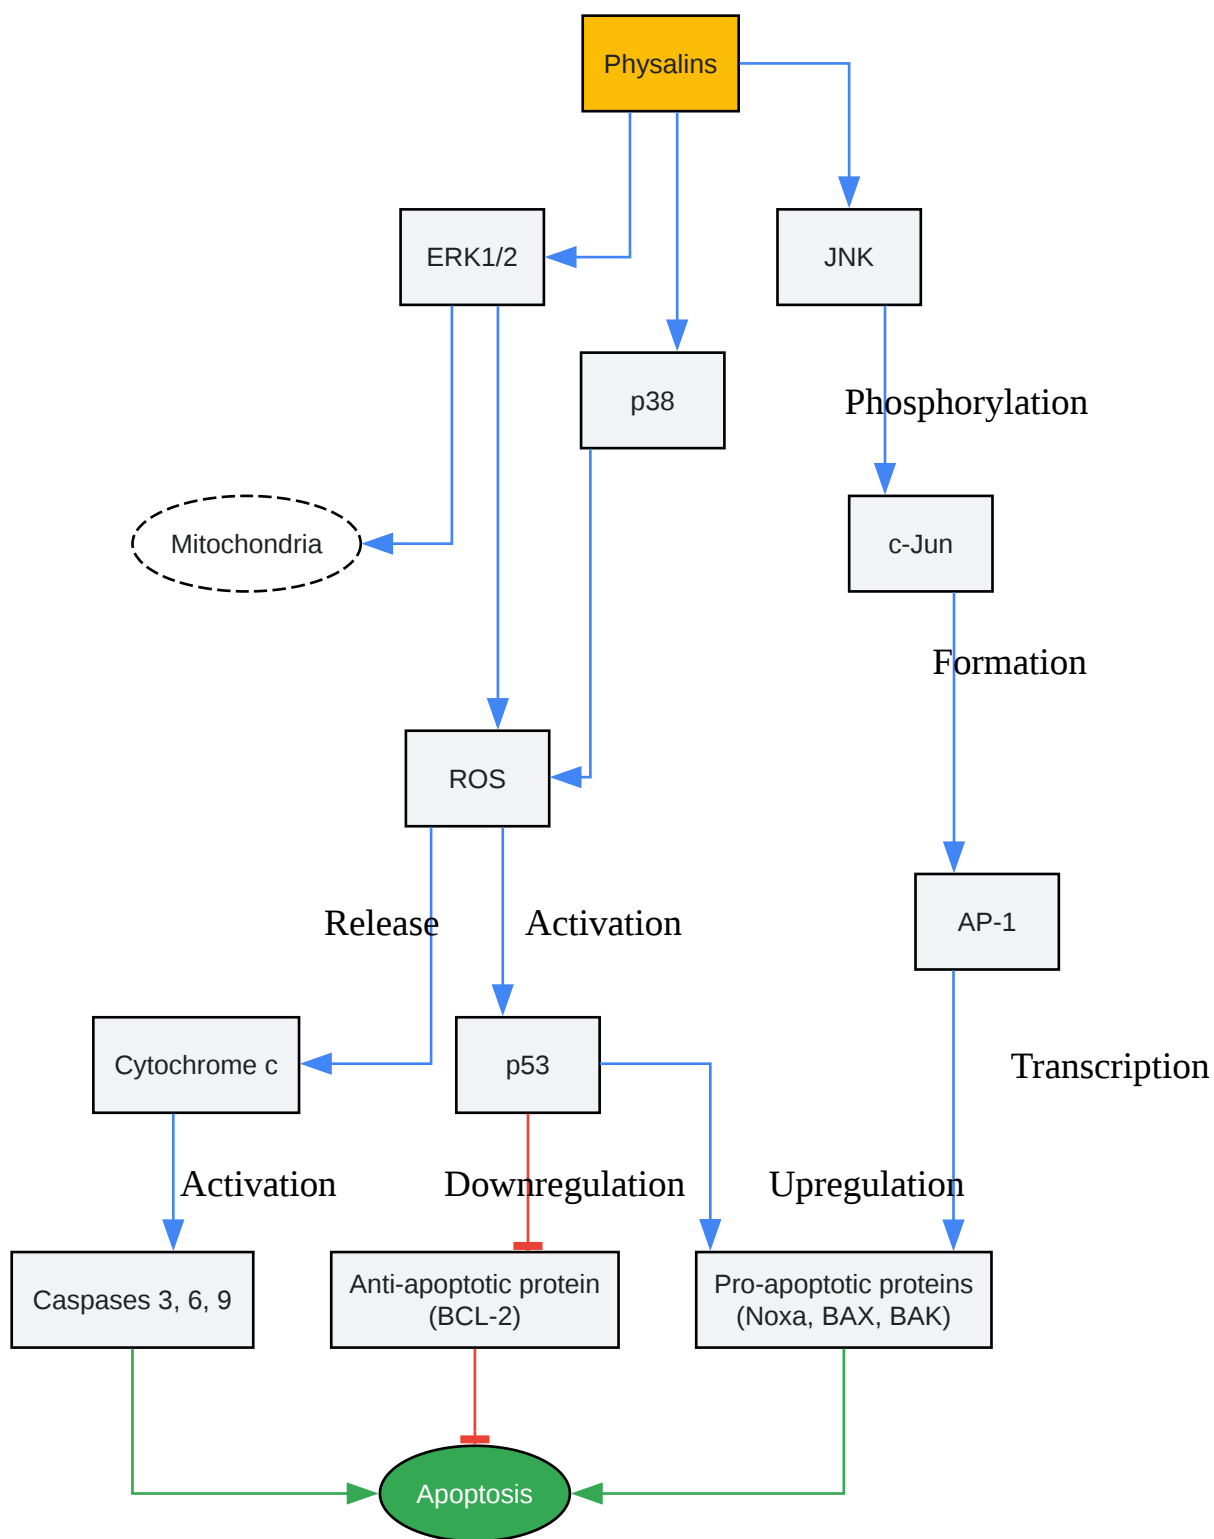 Physalins
ERK1/2
JNK
p38
Phosphorylation
Mitochondria
c-Jun
Formation
ROS
Release
Activation
AP-1
Cytochrome c
p53
Transcription
Activation
Downregulation
Upregulation
Caspases 3, 6, 9
Anti-apoptotic protein
(BCL-2)
Pro-apoptotic proteins
(Noxa, BAX, BAK)
Apoptosis